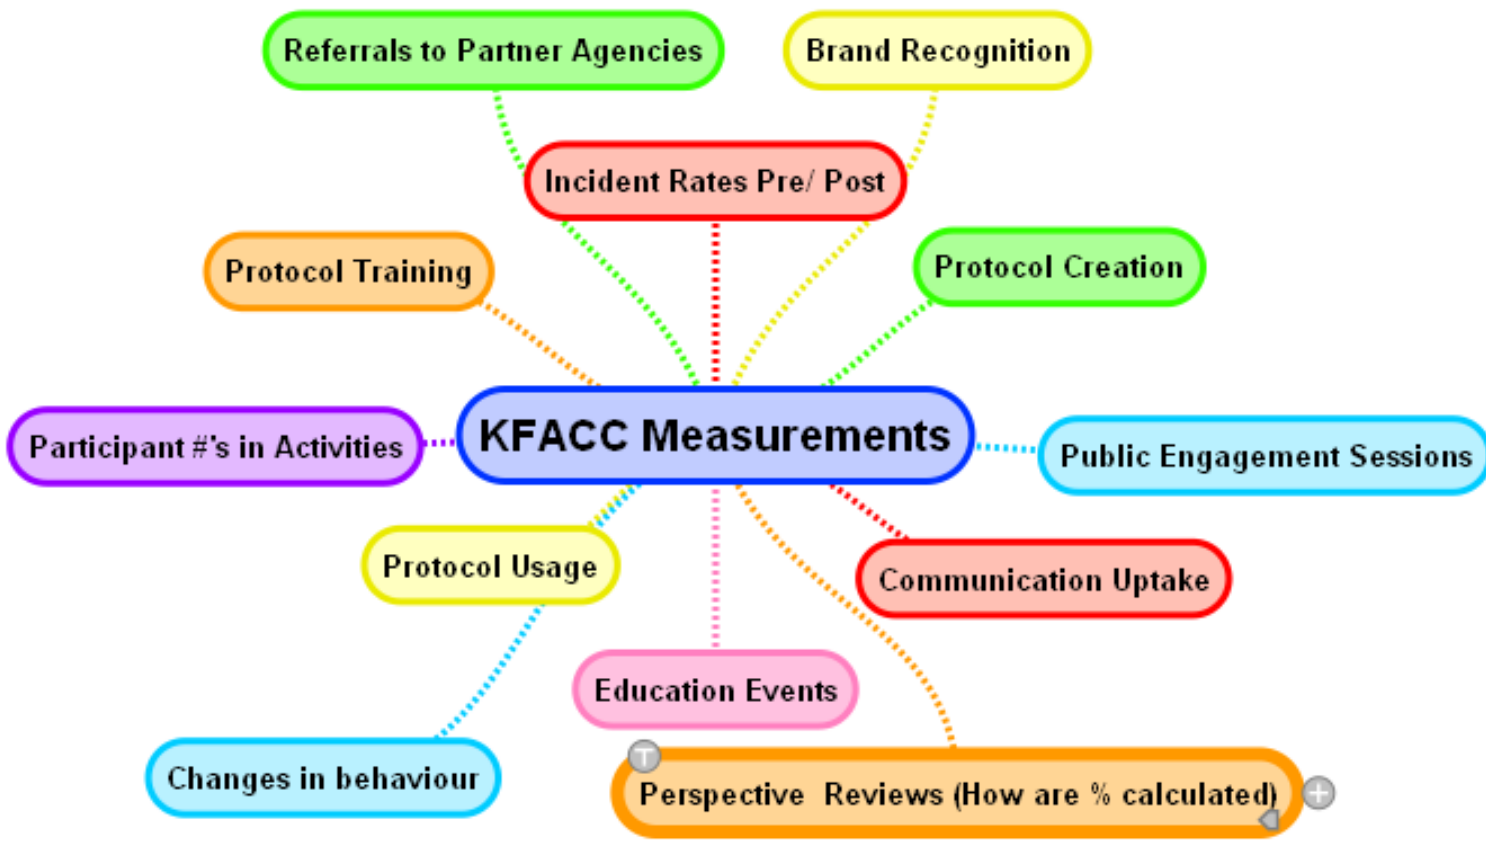 Referrals to Partner Agencies
Brand Recognition
Incident Rates Pre/ Post
Protocol Training
Protocol Creation
Participant #'s in Activities
KFACC Measurements
Public Engagement Sessions
Protocol Usage
Communication Uptake
Education Events
Changes in behaviour
Perspective  Reviews (How are % calculated)